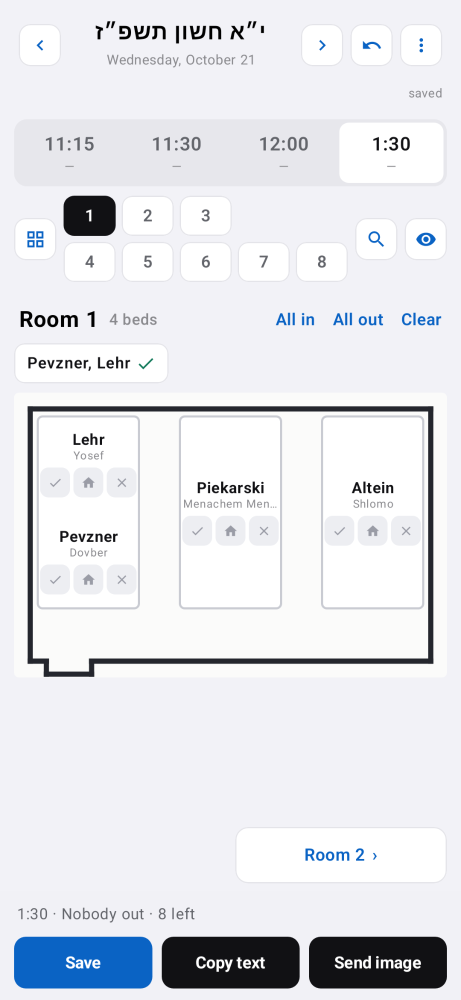 י״א חשון תשפ״ז
Wednesday, October 21
saved
11:15 11:30 12:00 1:30
— — — —
1 2 3
4 5 6 7 8
Room 1 4 beds All in All out Clear
Pevzner, Lehr
Lehr
Yosef
Pevzner
Dovber
Piekarski
Menachem Men...
Altein
Shlomo
Room 2 ›
1:30 · Nobody out · 8 left
Save Copy text Send image